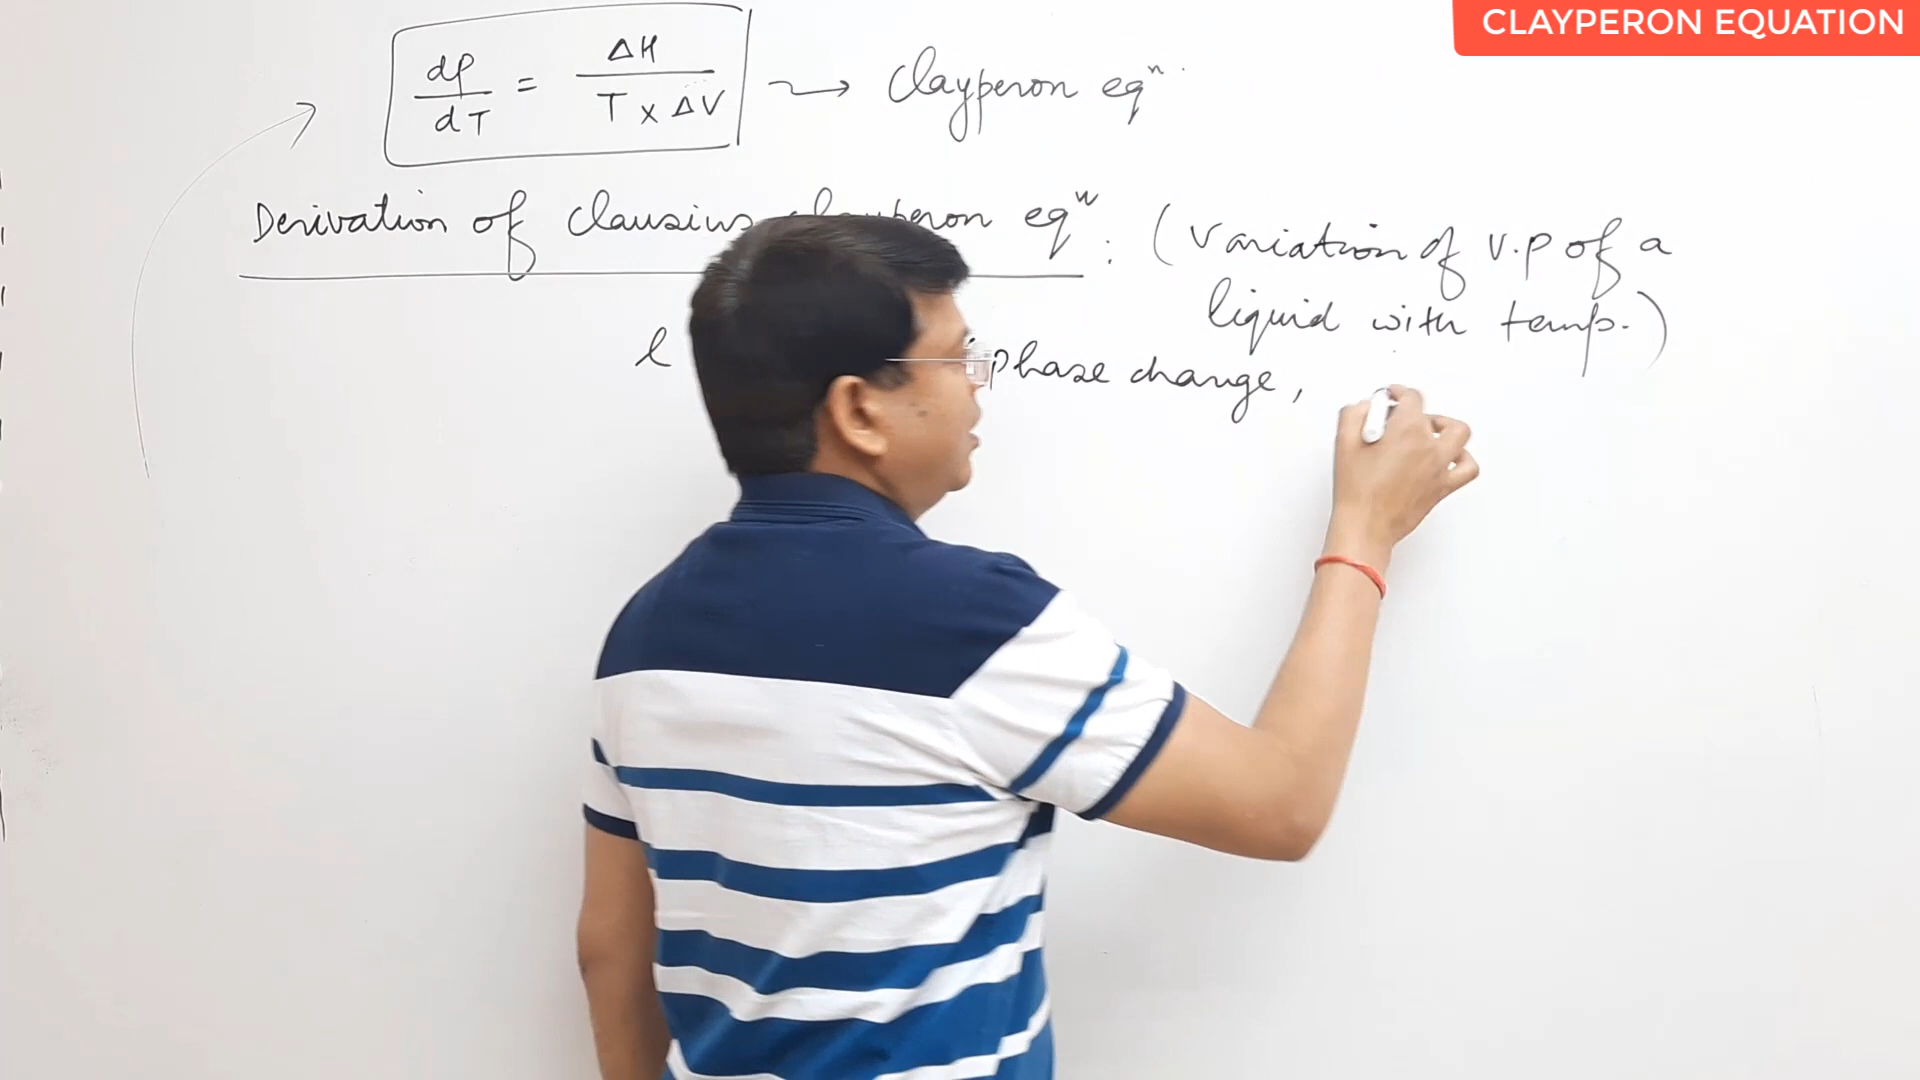 CLAYPERON EQUATION
dP/dT = ΔH/T x ΔV → Clayperon eqⁿ
Derivation of Clausius eqⁿ : (Variation of V.P of a
liquid with temp.)
l phase change,